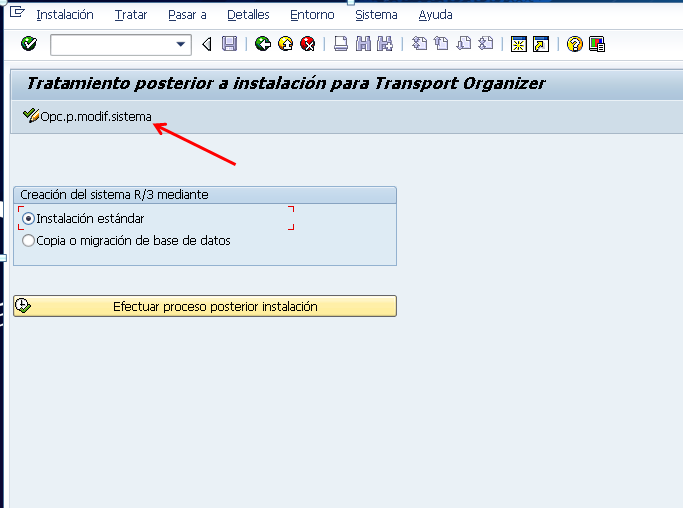 Instalación Tratar Pasar a Detalles Entorno Sistema Ayuda
Tratamiento posterior a instalación para Transport Organizer
Opc.p.modif.sistema
Creación del sistema R/3 mediante
Instalación estándar
Copia o migración de base de datos
Efectuar proceso posterior instalación